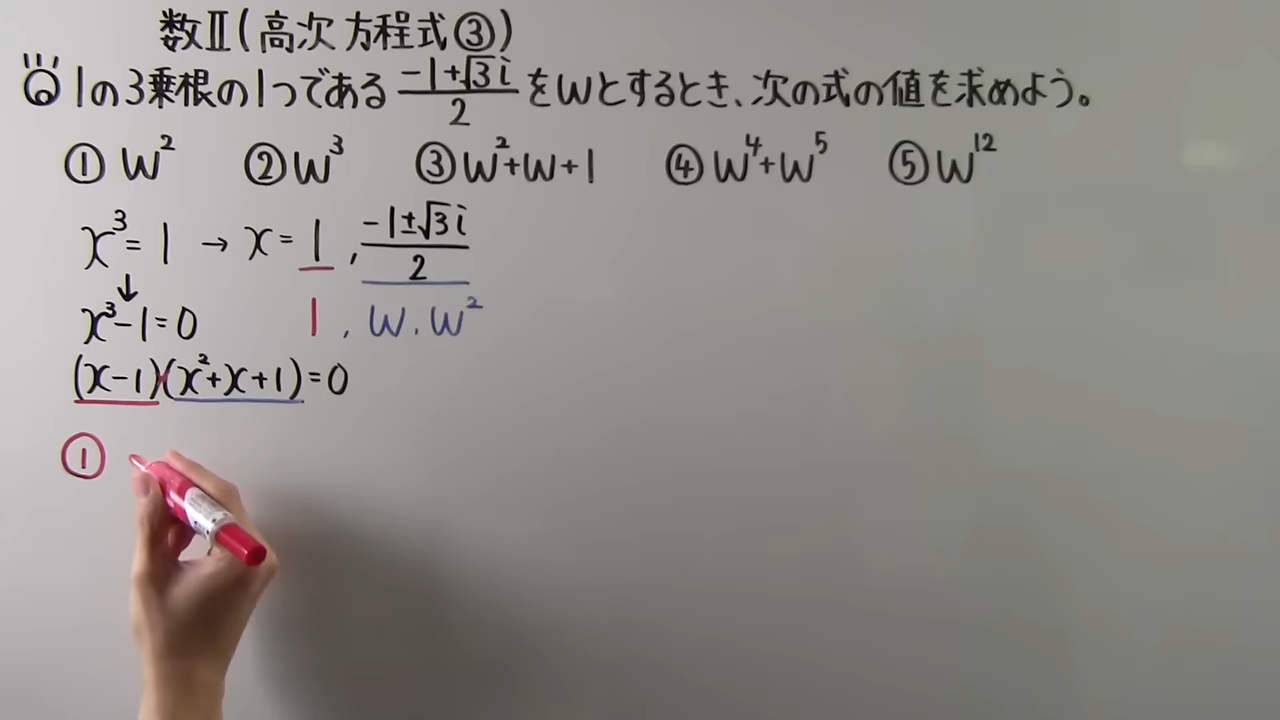 数Ⅱ(高次方程式③)
Q 1の3乗根の1つである (-1+√3i)/2 をωとするとき、次の式の値を求めよう。
① ω² ② ω³ ③ ω²+ω+1 ④ ω⁴+ω⁵ ⑤ ω¹²
x³=1 → x=1, (-1±√3i)/2
↓
x³-1=0 1, ω. ω²
(x-1)(x²+x+1)=0
①